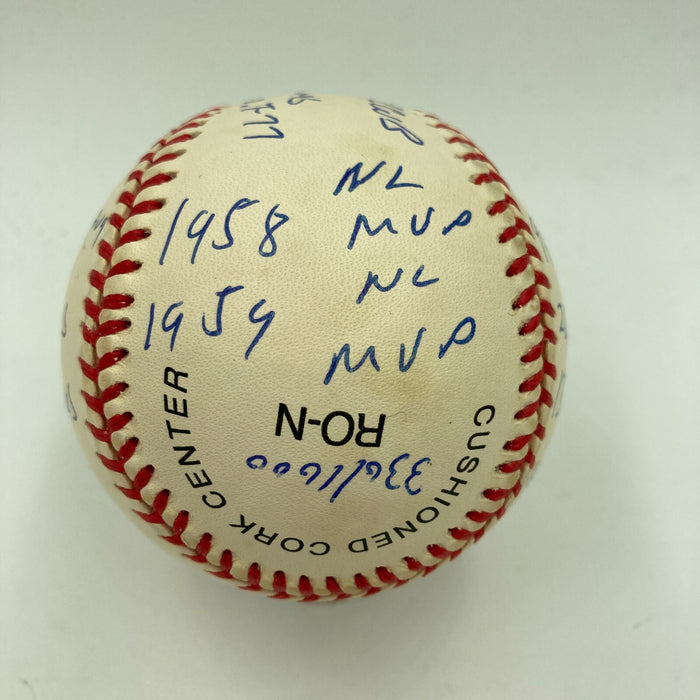 NL
1958 MVP
NL
1959 MVP
RO-N
336/1000
CUSHIONED CORK CENTER